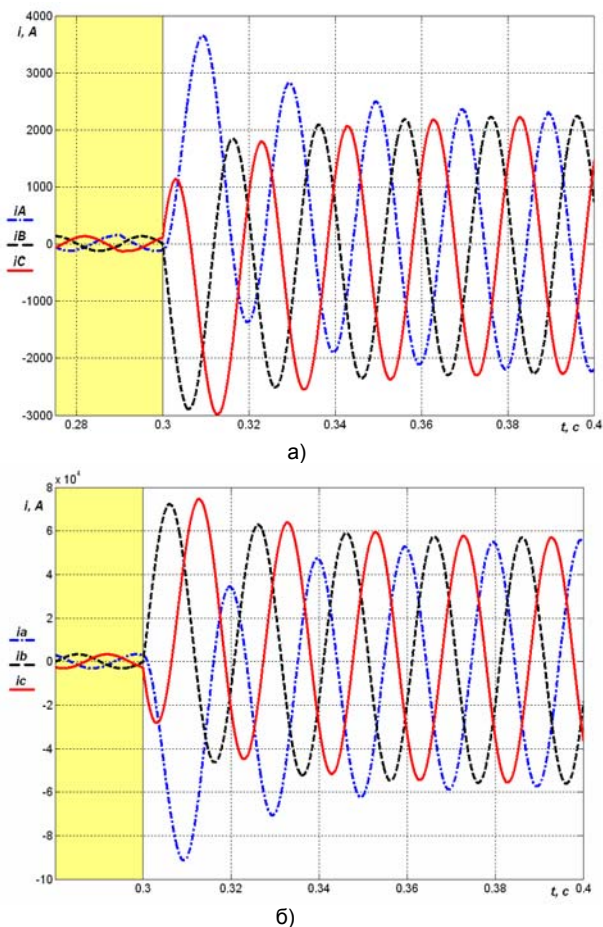 4000
i, A
3000
2000
1000
iA
iB
0
iC
-1000
-2000
-3000
0.28 0.3 0.32 0.34 0.36 0.38 0.4
t, c
а)
x 10⁴
8
i, A
6
4
2
ia
ib
0
ic
-2
-4
-6
-8
-10
0.3 0.32 0.34 0.36 0.38 0.4
t, c
б)